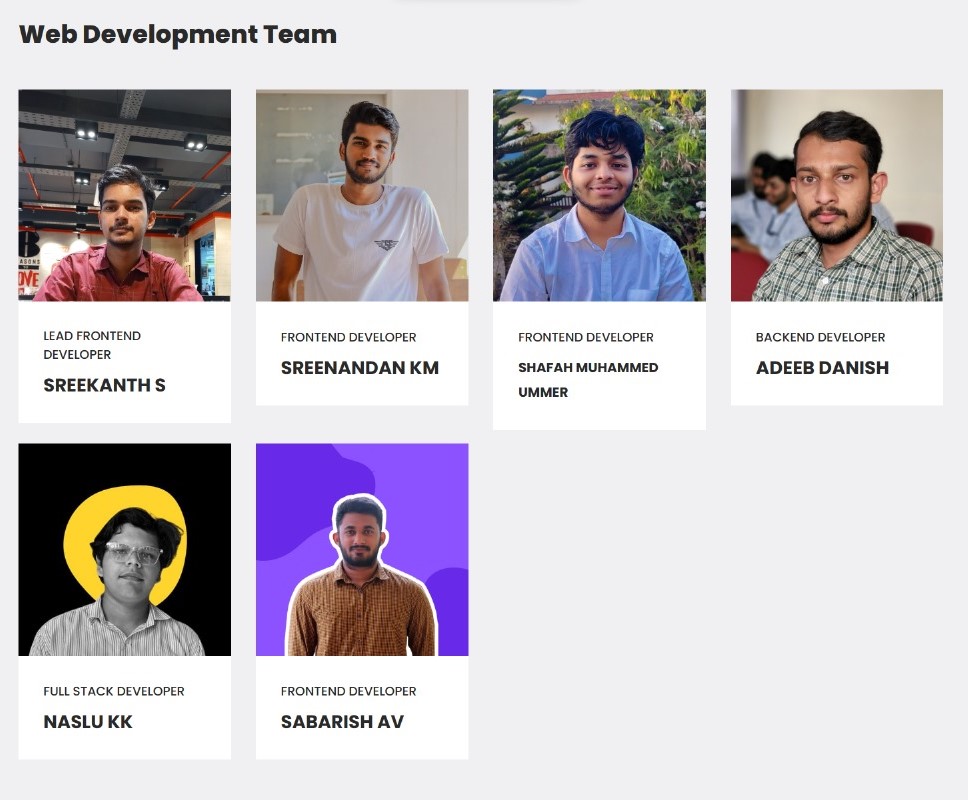 Web Development Team
LEAD FRONTEND
DEVELOPER
SREEKANTH S
FRONTEND DEVELOPER
SREENANDAN KM
FRONTEND DEVELOPER
SHAFAH MUHAMMED
UMMER
BACKEND DEVELOPER
ADEEB DANISH
FULL STACK DEVELOPER
NASLU KK
FRONTEND DEVELOPER
SABARISH AV